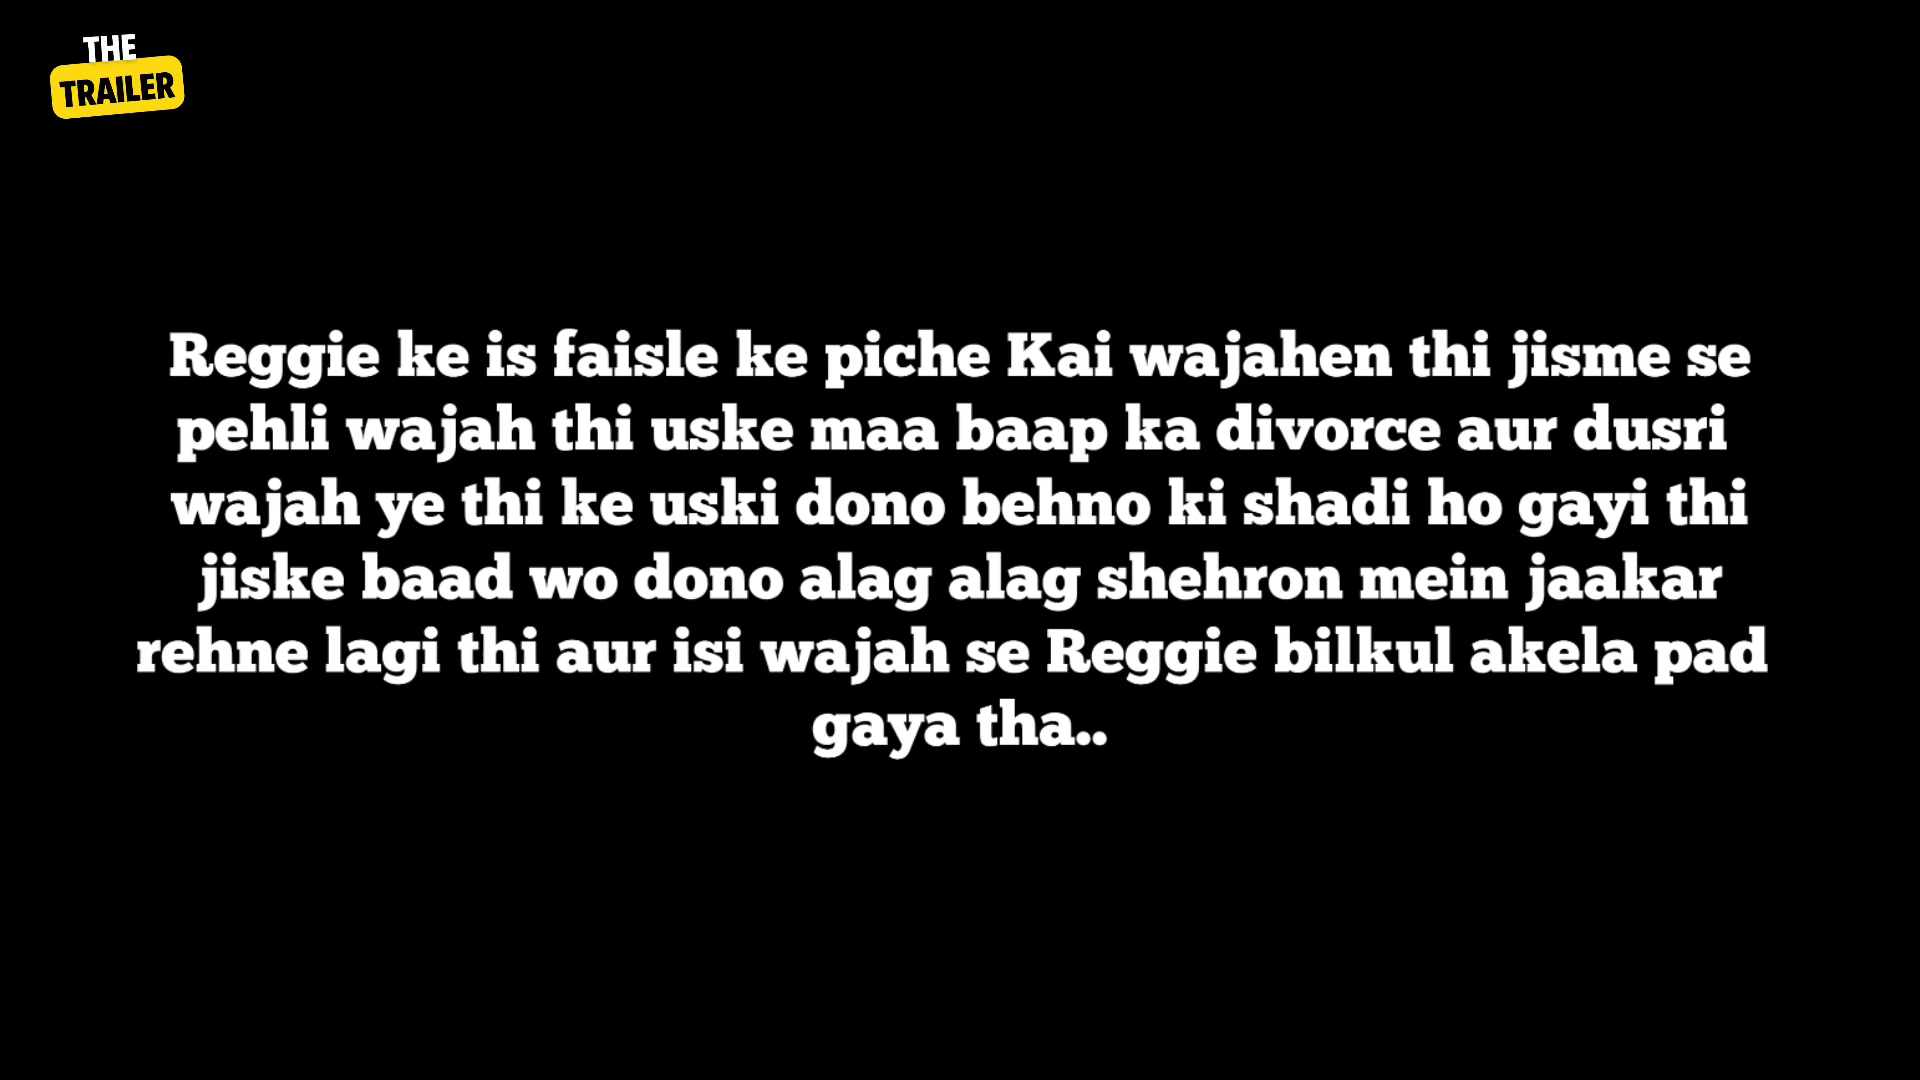 THE
TRAILER
Reggie ke is faisle ke piche Kai wajahen thi jisme se
pehli wajah thi uske maa baap ka divorce aur dusri
wajah ye thi ke uski dono behno ki shadi ho gayi thi
jiske baad wo dono alag alag shehron mein jaakar
rehne lagi thi aur isi wajah se Reggie bilkul akela pad
gaya tha..